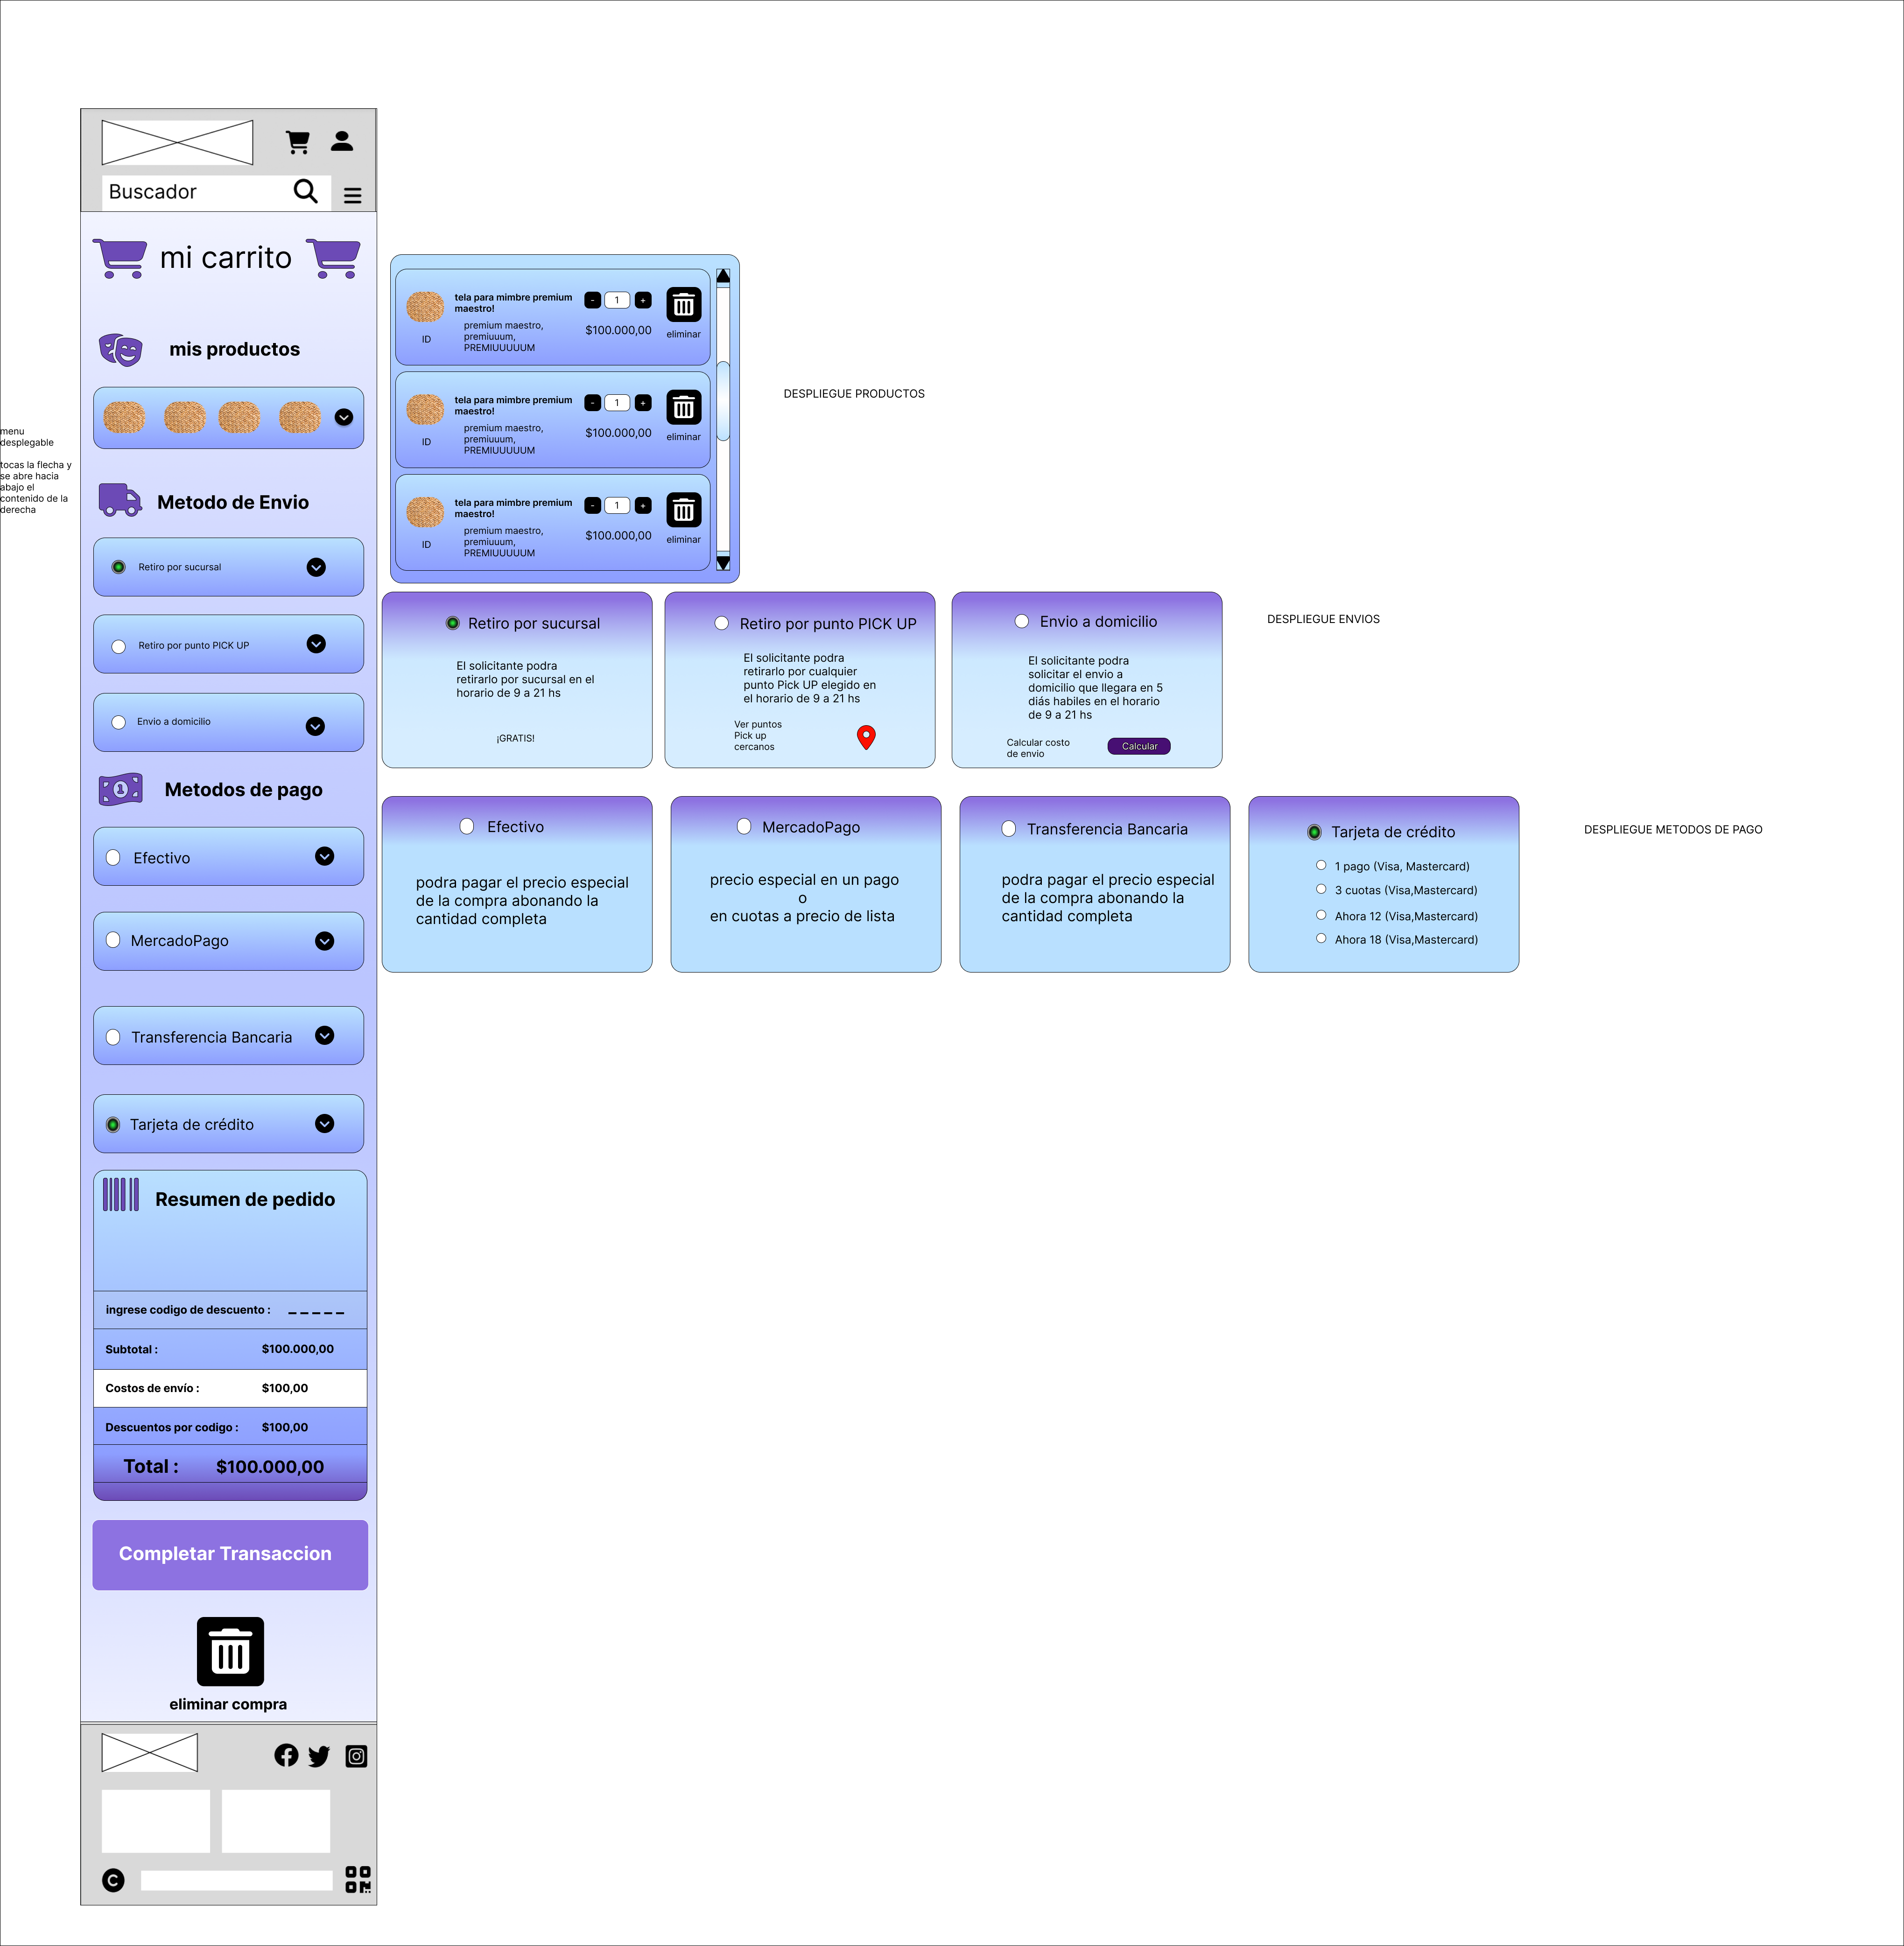 Buscador
mi carrito
mis productos
menu
desplegable
tocas la flecha y
se abre hacia
abajo el
contenido de la
derecha
Metodo de Envio
Retiro por sucursal
Retiro por punto PICK UP
Envio a domicilio
Metodos de pago
1
Efectivo
MercadoPago
Transferencia Bancaria
Tarjeta de crédito
Resumen de pedido
ingrese codigo de descuento : _ _ _ _ _
Subtotal : $100.000,00
Costos de envío : $100,00
Descuentos por codigo : $100,00
Total : $100.000,00
Completar Transaccion
eliminar compra
C
tela para mimbre premium
maestro!
premium maestro,
premiuuum,
PREMIUUUUUM
ID
- 1 +
$100.000,00
eliminar
tela para mimbre premium
maestro!
premium maestro,
premiuuum,
PREMIUUUUUM
ID
- 1 +
$100.000,00
eliminar
tela para mimbre premium
maestro!
premium maestro,
premiuuum,
PREMIUUUUUM
ID
- 1 +
$100.000,00
eliminar
DESPLIEGUE PRODUCTOS
Retiro por sucursal
El solicitante podra
retirarlo por sucursal en el
horario de 9 a 21 hs
¡GRATIS!
Retiro por punto PICK UP
El solicitante podra
retirarlo por cualquier
punto Pick UP elegido en
el horario de 9 a 21 hs
Ver puntos
Pick up
cercanos
Envio a domicilio
El solicitante podra
solicitar el envio a
domicilio que llegara en 5
diás habiles en el horario
de 9 a 21 hs
Calcular costo
de envio
Calcular
DESPLIEGUE ENVIOS
Efectivo
podra pagar el precio especial
de la compra abonando la
cantidad completa
MercadoPago
precio especial en un pago
o
en cuotas a precio de lista
Transferencia Bancaria
podra pagar el precio especial
de la compra abonando la
cantidad completa
Tarjeta de crédito
1 pago (Visa, Mastercard)
3 cuotas (Visa,Mastercard)
Ahora 12 (Visa,Mastercard)
Ahora 18 (Visa,Mastercard)
DESPLIEGUE METODOS DE PAGO